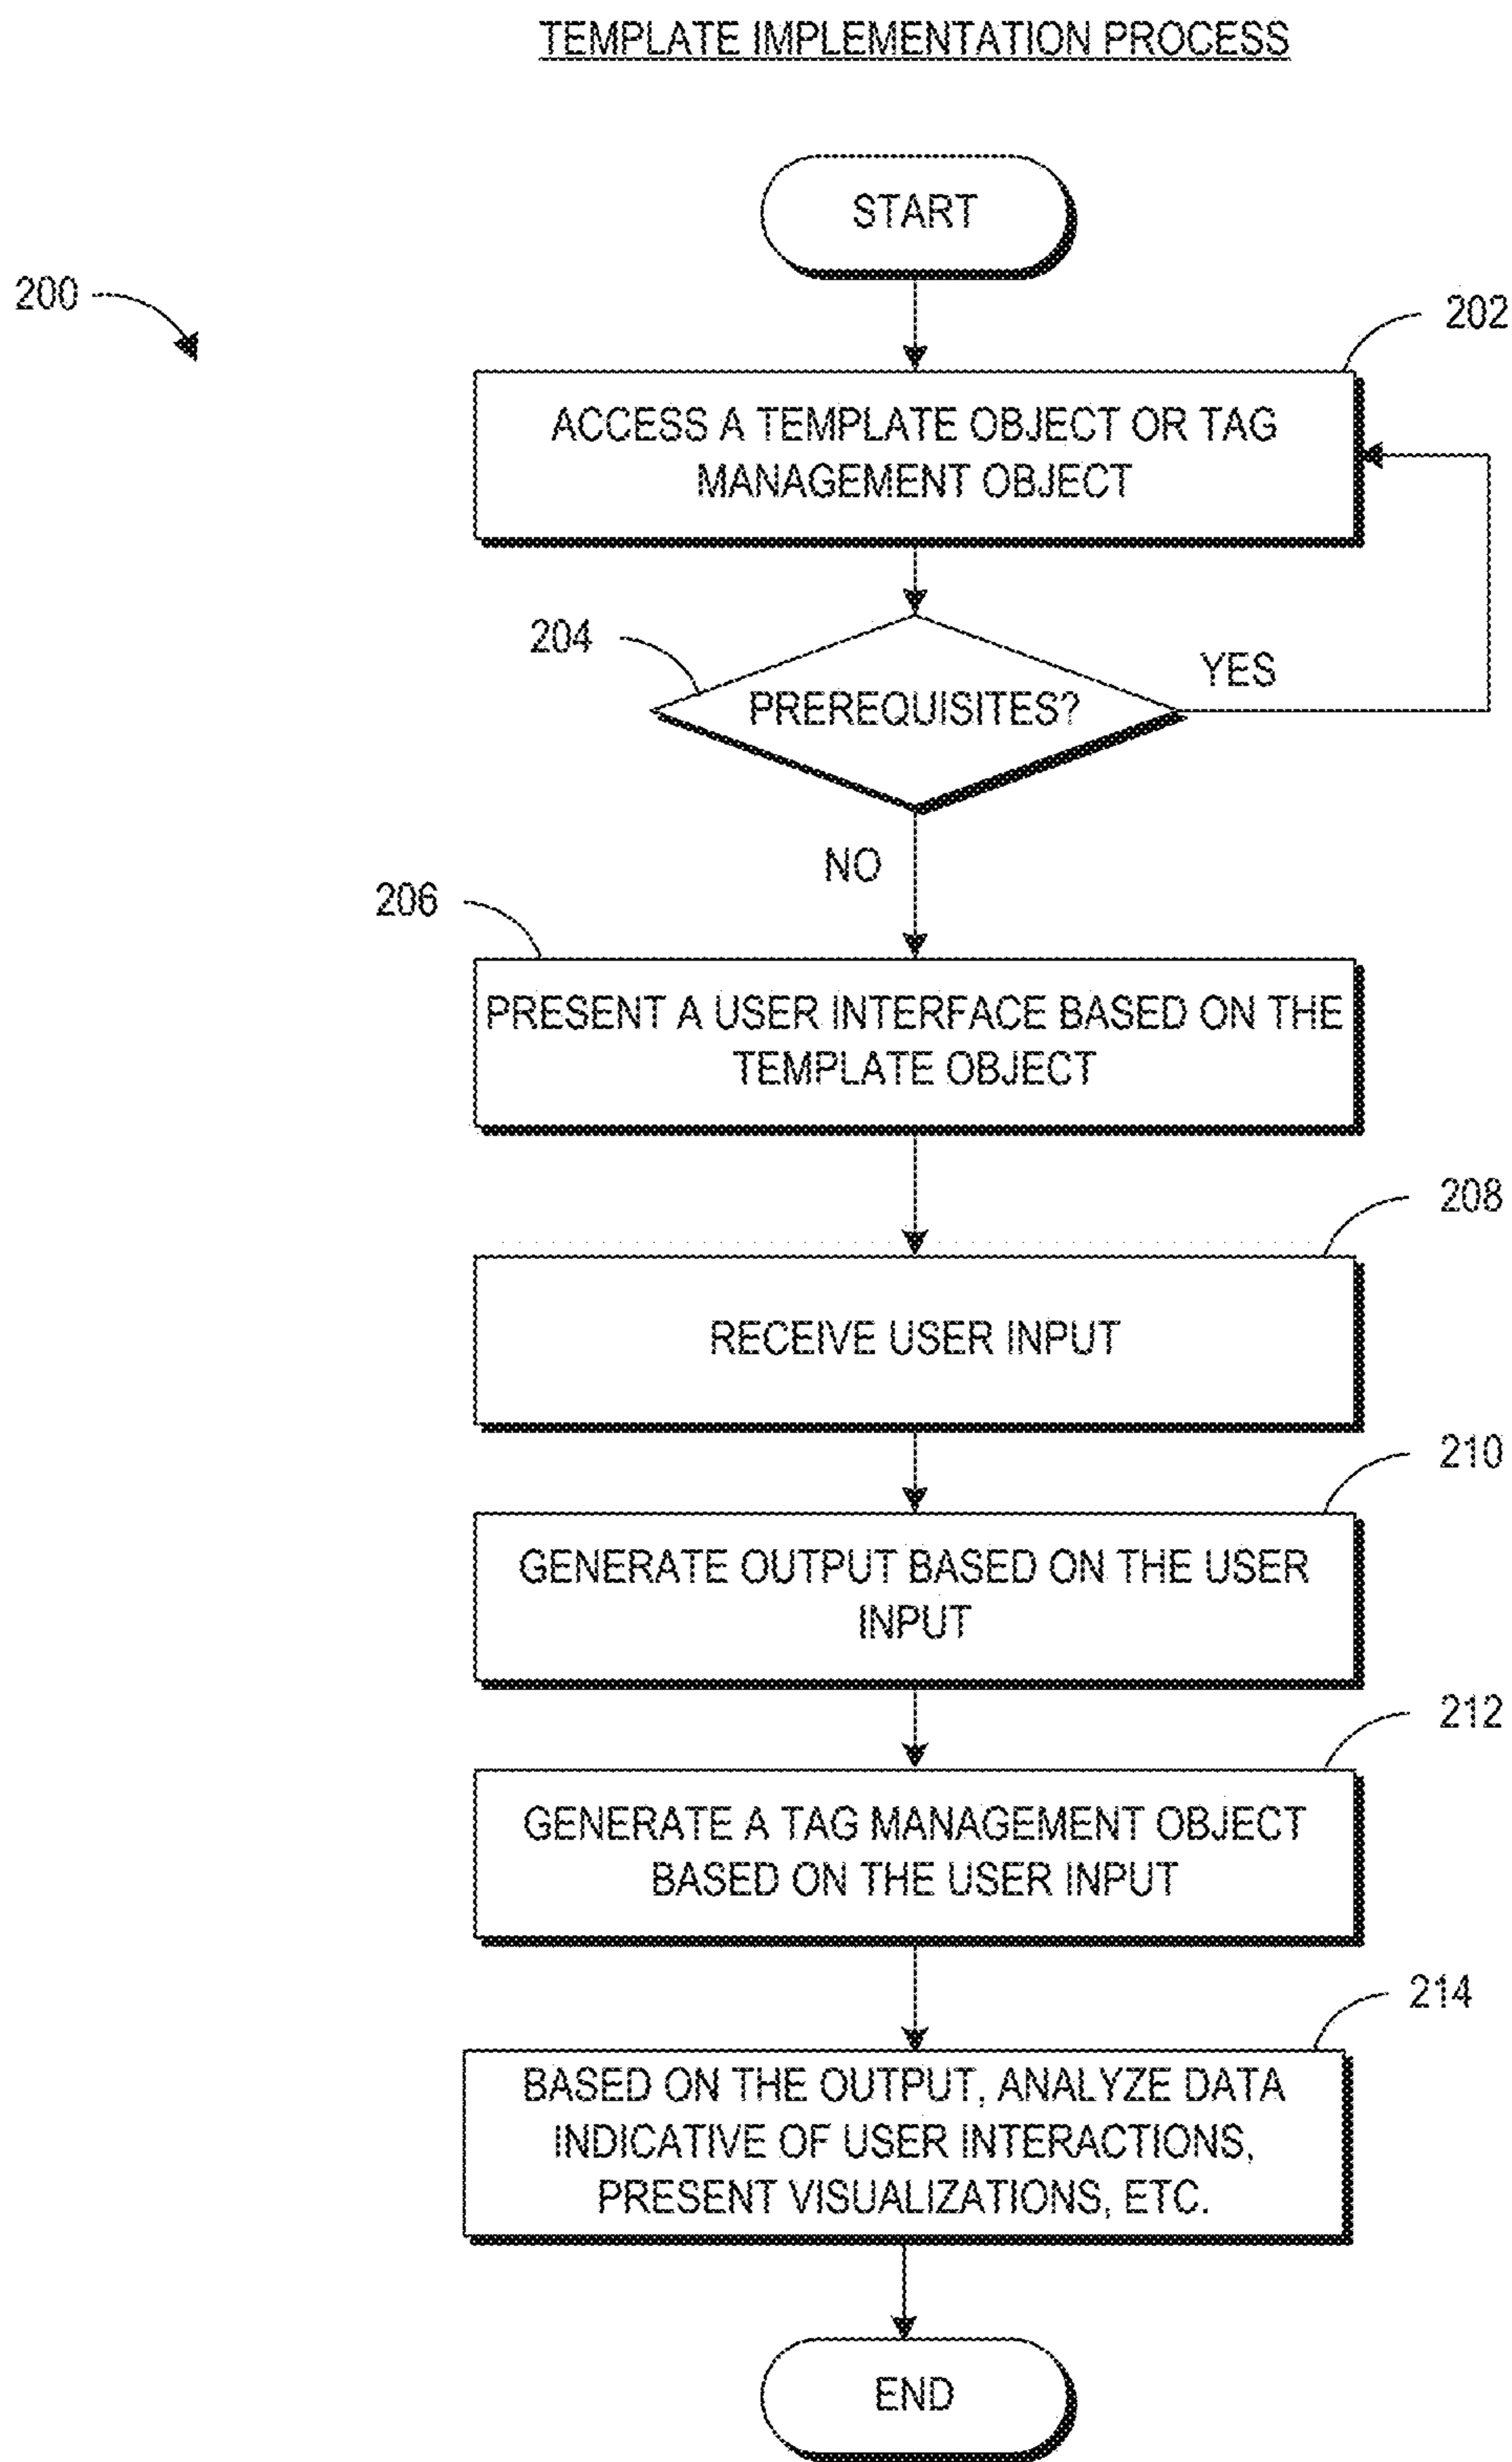 TEMPLATE IMPLEMENTATION PROCESS
START
200
202
ACCESS A TEMPLATE OBJECT OR TAG
MANAGEMENT OBJECT
204
PREREQUISITES?
YES
NO
206
PRESENT A USER INTERFACE BASED ON THE
TEMPLATE OBJECT
208
RECEIVE USER INPUT
210
GENERATE OUTPUT BASED ON THE USER
INPUT
212
GENERATE A TAG MANAGEMENT OBJECT
BASED ON THE USER INPUT
214
BASED ON THE OUTPUT, ANALYZE DATA
INDICATIVE OF USER INTERACTIONS,
PRESENT VISUALIZATIONS, ETC.
END